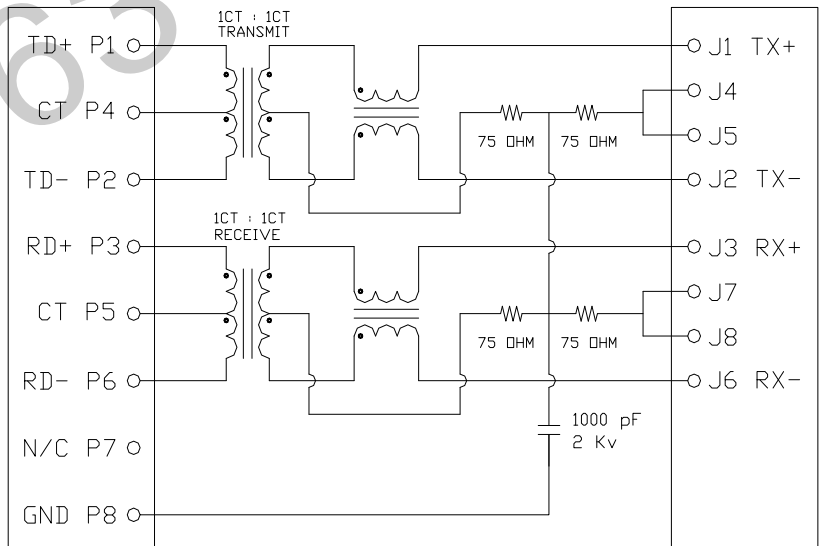 1CT : 1CT
TRANSMIT
TD+ P1
CT P4
TD- P2
75 OHM
75 OHM
J1 TX+
J4
J5
J2 TX-
1CT : 1CT
RECEIVE
RD+ P3
CT P5
RD- P6
75 OHM
75 OHM
J3 RX+
J7
J8
J6 RX-
N/C P7
GND P8
1000 pF
2 Kv